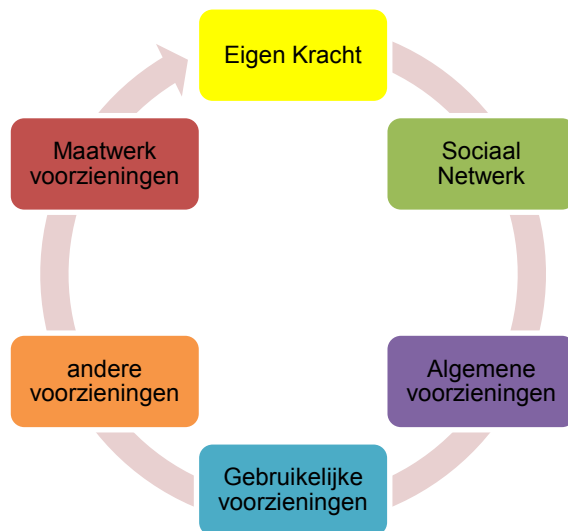 Eigen Kracht
Sociaal
Netwerk
Algemene
voorzieningen
Gebruikelijke
voorzieningen
andere
voorzieningen
Maatwerk
voorzieningen